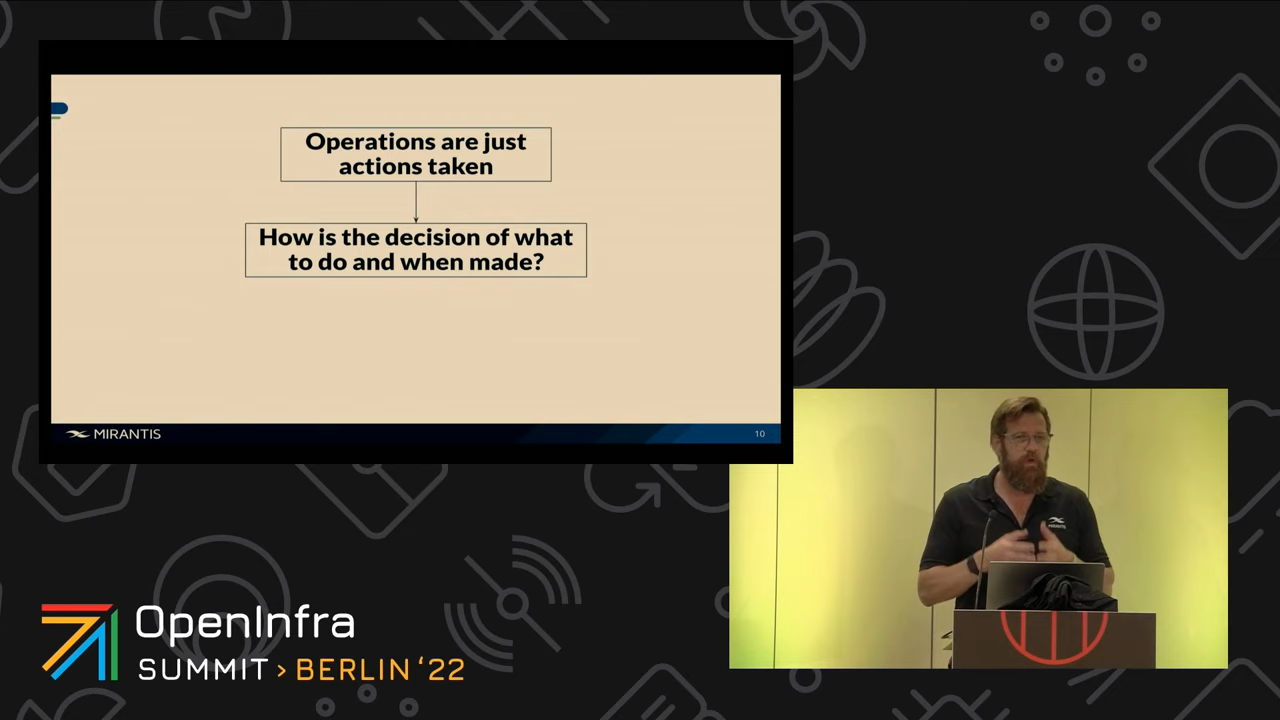 Operations are just
actions taken
How is the decision of what
to do and when made?
MIRANTIS
10
MIRANTIS
OpenInfra
SUMMIT > BERLIN ‘22